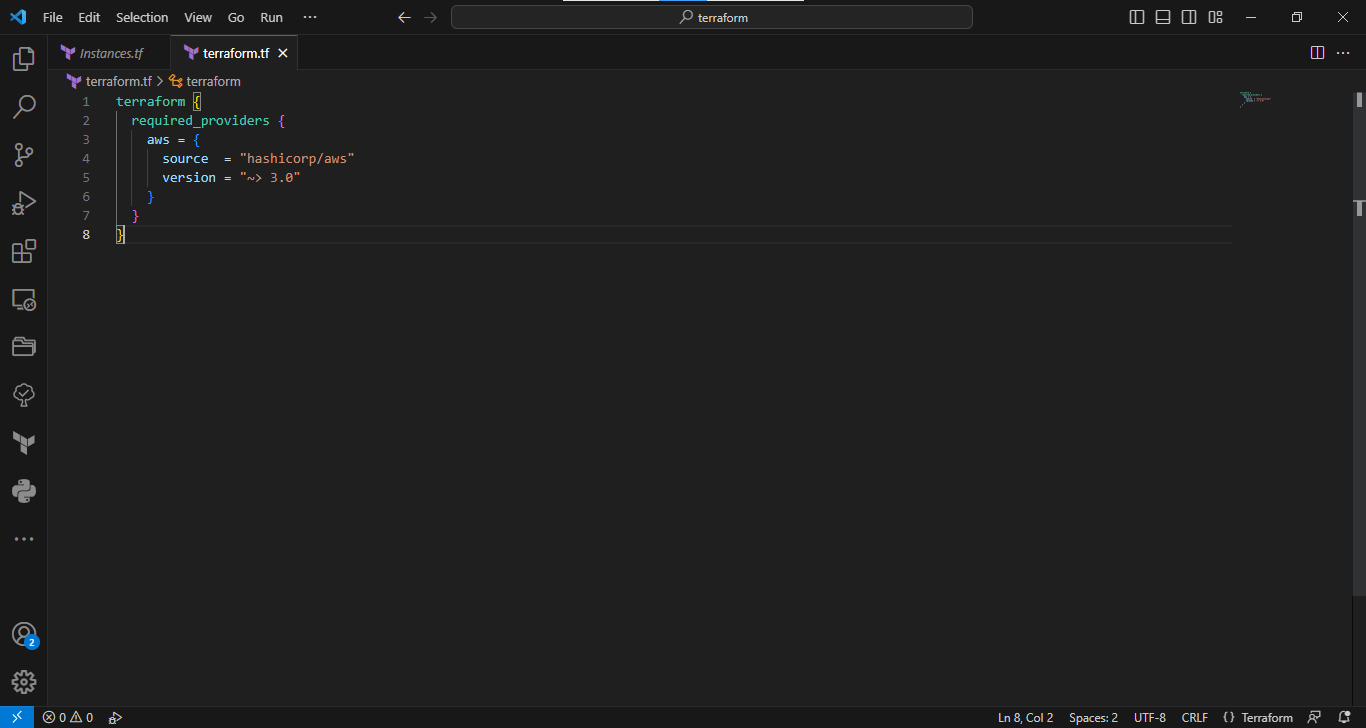 File Edit Selection View Go Run ···
terraform
Instances.tf
terraform.tf
terraform.tf > terraform
1 terraform {
2   required_providers {
3     aws = {
4       source  = "hashicorp/aws"
5       version = "~> 3.0"
6     }
7   }
8 }
2
0 0
Ln 8, Col 2 Spaces: 2 UTF-8 CRLF {} Terraform